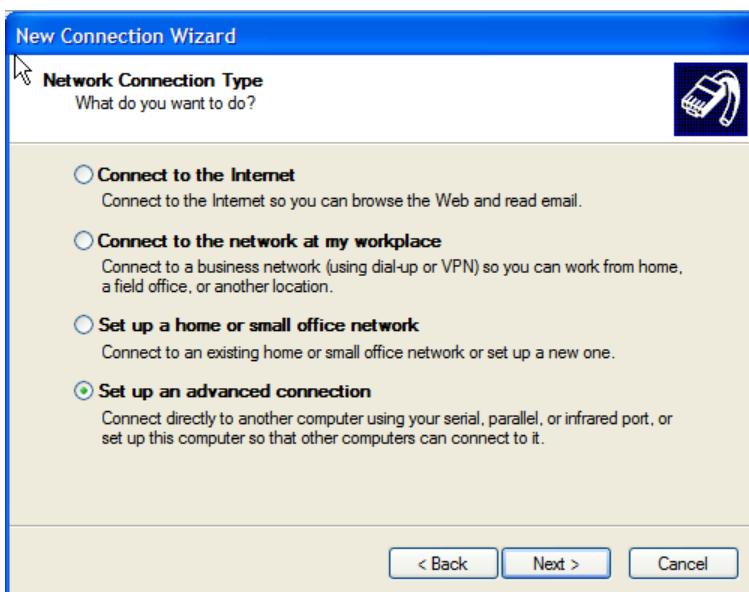 New Connection Wizard
Network Connection Type
What do you want to do?
Connect to the Internet
Connect to the Internet so you can browse the Web and read email.
Connect to the network at my workplace
Connect to a business network (using dial-up or VPN) so you can work from home,
a field office, or another location.
Set up a home or small office network
Connect to an existing home or small office network or set up a new one.
Set up an advanced connection
Connect directly to another computer using your serial, parallel, or infrared port, or
set up this computer so that other computers can connect to it.
< Back Next > Cancel